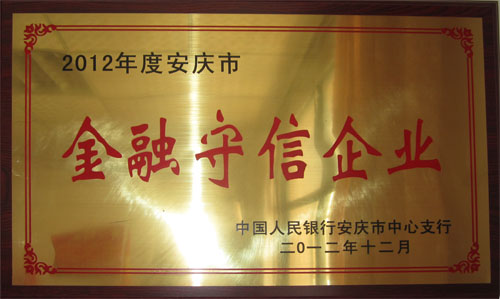 2012年度安庆市
金融守信企业
中国人民银行安庆市中心支行
二0一二年十二月